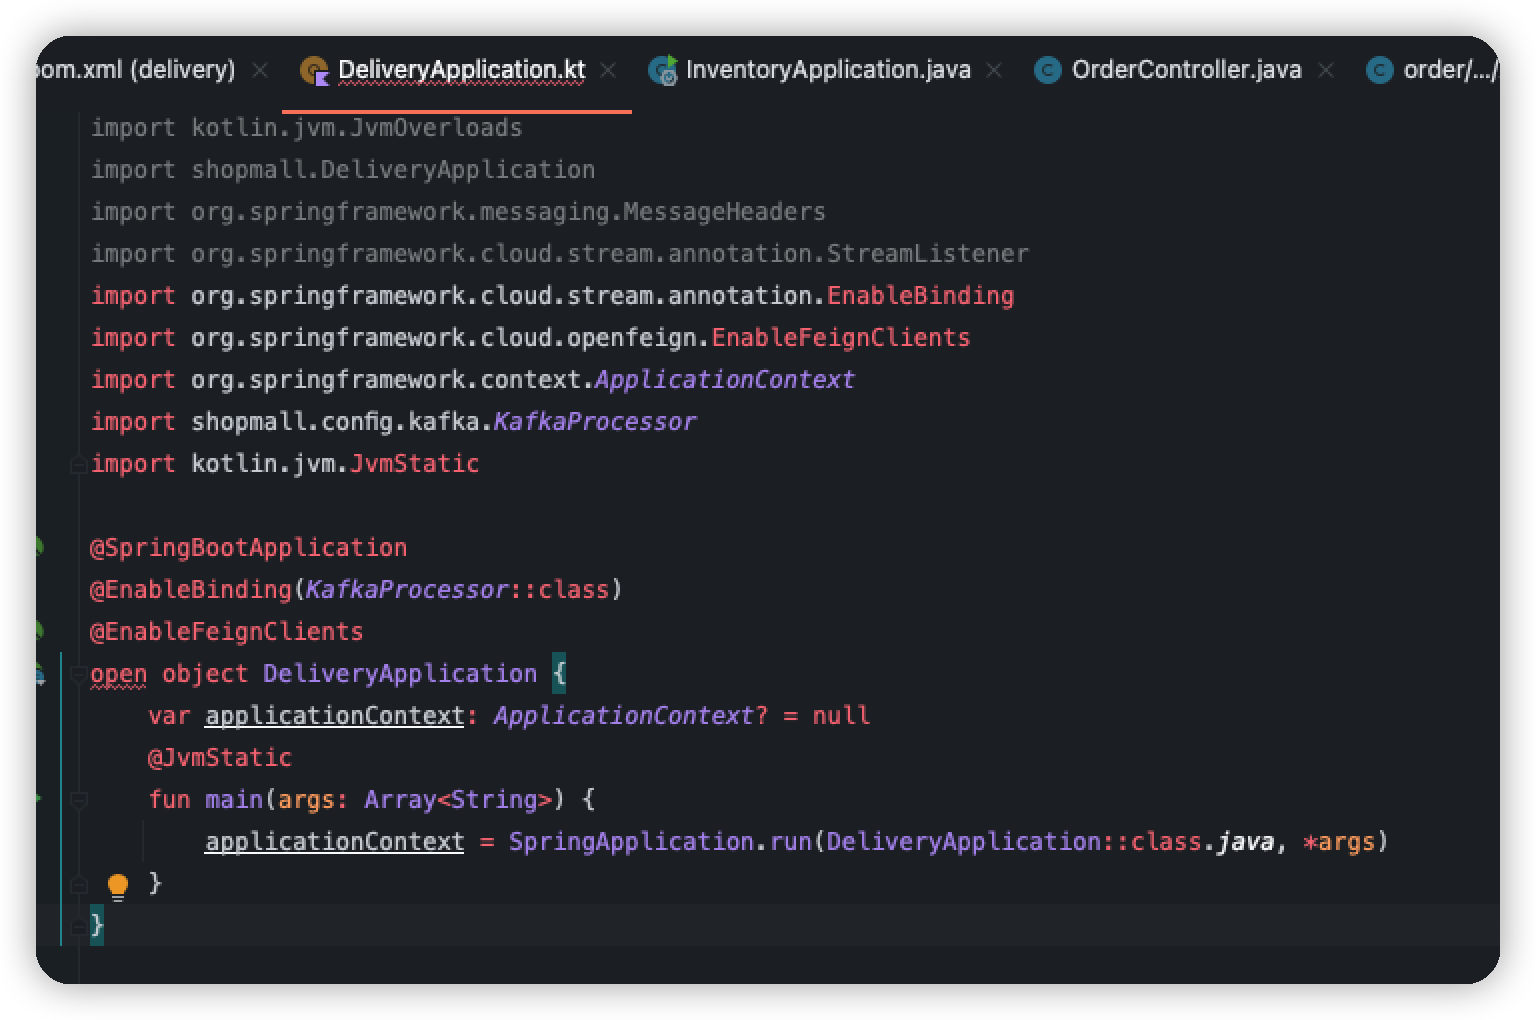 oom.xml (delivery) DeliveryApplication.kt InventoryApplication.java OrderController.java order/.../
import kotlin.jvm.JvmOverloads
import shopmall.DeliveryApplication
import org.springframework.messaging.MessageHeaders
import org.springframework.cloud.stream.annotation.StreamListener
import org.springframework.cloud.stream.annotation.EnableBinding
import org.springframework.cloud.openfeign.EnableFeignClients
import org.springframework.context.ApplicationContext
import shopmall.config.kafka.KafkaProcessor
import kotlin.jvm.JvmStatic
@SpringBootApplication
@EnableBinding(KafkaProcessor::class)
@EnableFeignClients
open object DeliveryApplication {
var applicationContext: ApplicationContext? = null
@JvmStatic
fun main(args: Array<String>) {
applicationContext = SpringApplication.run(DeliveryApplication::class.java, *args)
}
}